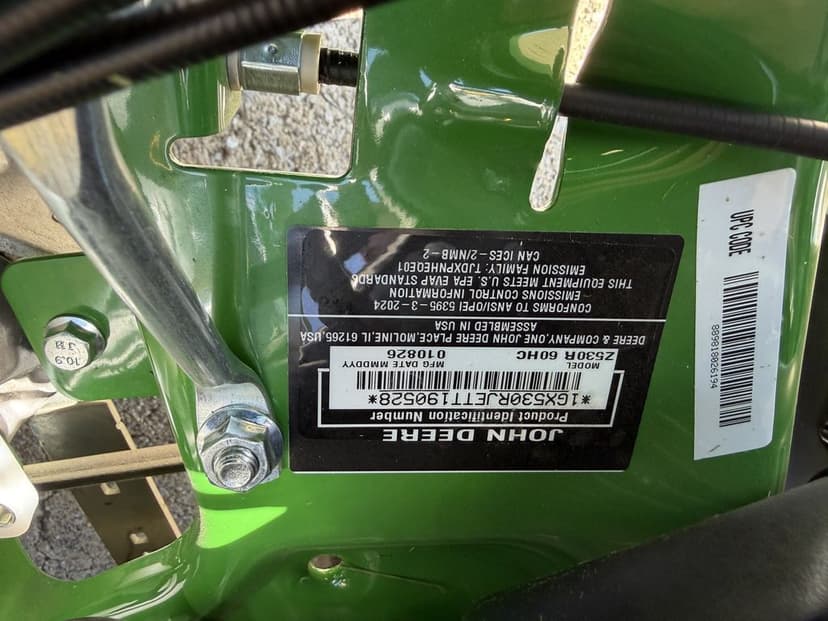 JOHN DEERE
Product Identification Number
*1GX530RJETT190528*
MODEL MFG DATE MMDDYY
Z530R 60HC 010826
DEERE & COMPANY,ONE JOHN DEERE PLACE,MOLINE,IL 61265,USA
ASSEMBLED IN USA
CONFORMS TO ANSI/OPEI 5395-3-2024
EMISSIONS CONTROL INFORMATION
THIS EQUIPMENT MEETS U.S. EPA EVAP STANDARDS
EMISSION FAMILY: TJDXPNHEQE01
CAN ICES-2/NMB-2
UPC CODE
889818026194
10.9